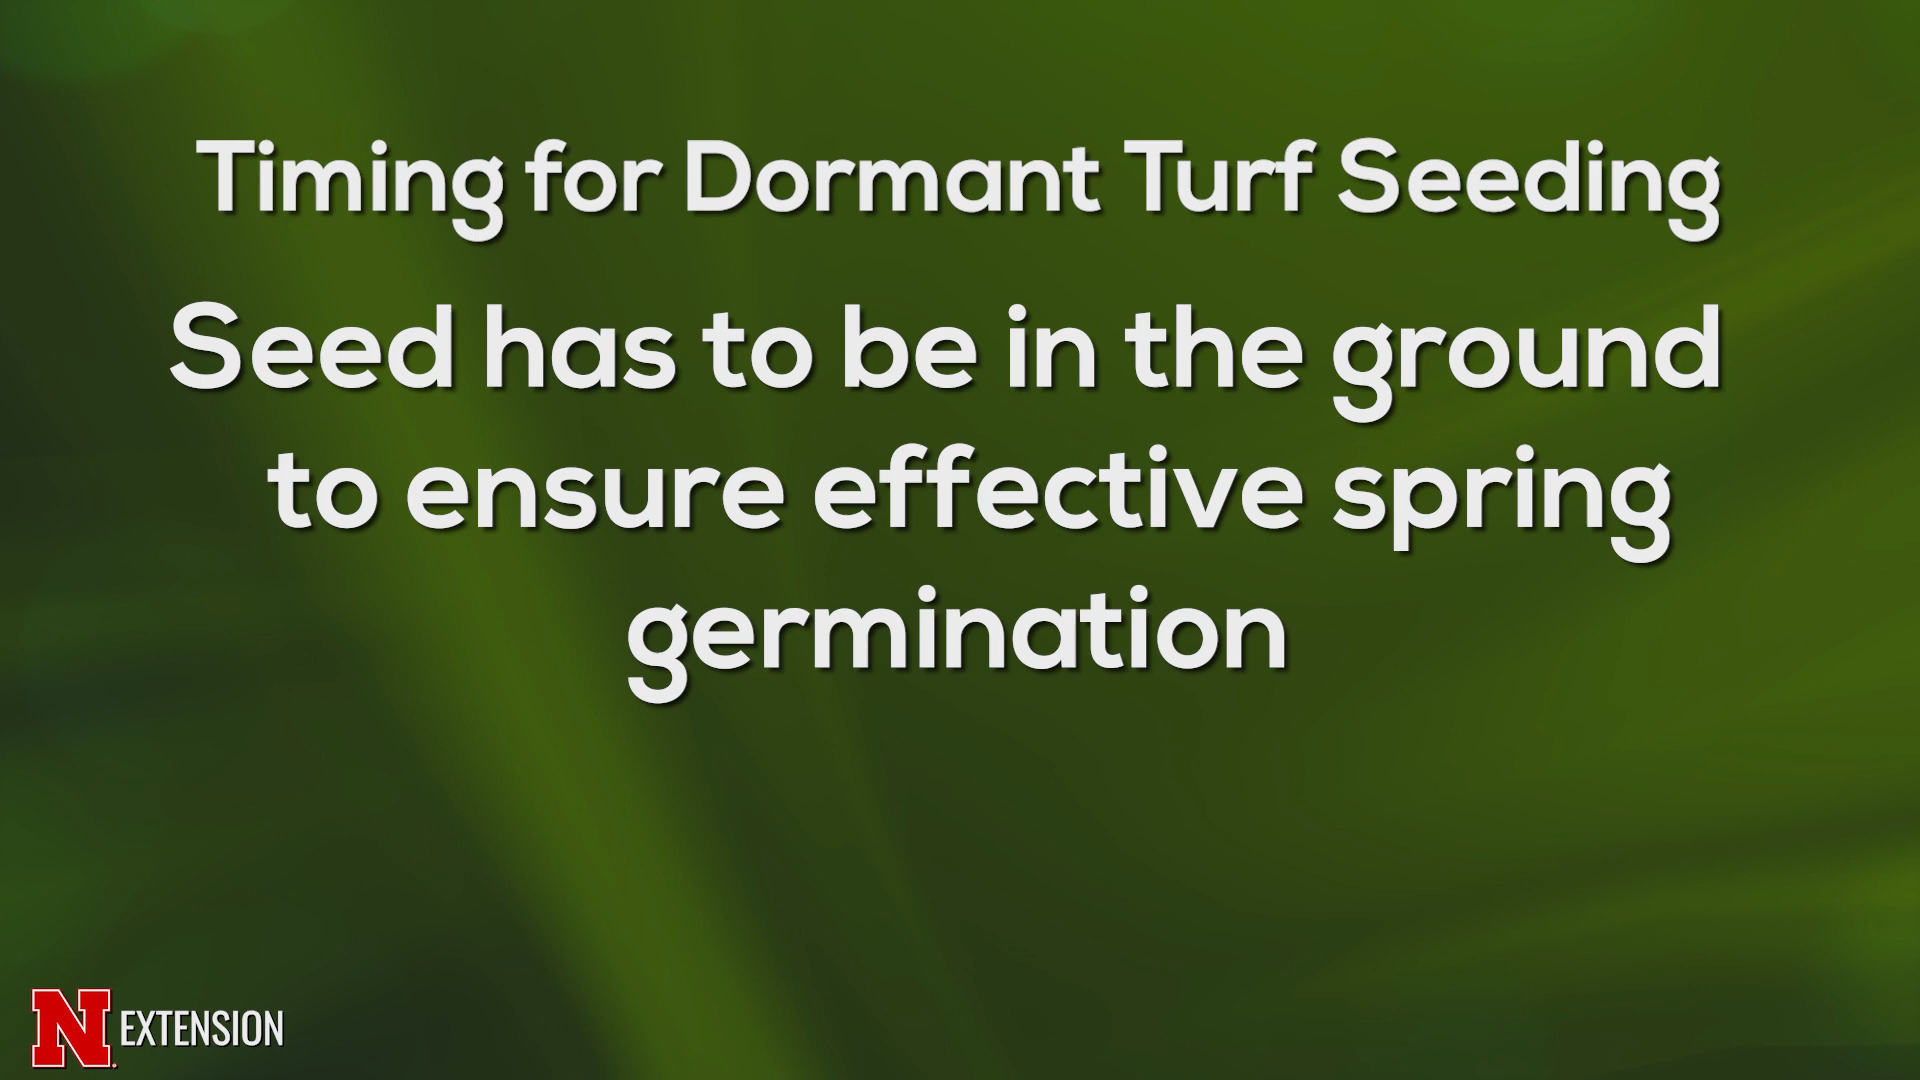 Timing for Dormant Turf Seeding
Seed has to be in the ground
to ensure effective spring
germination
N EXTENSION